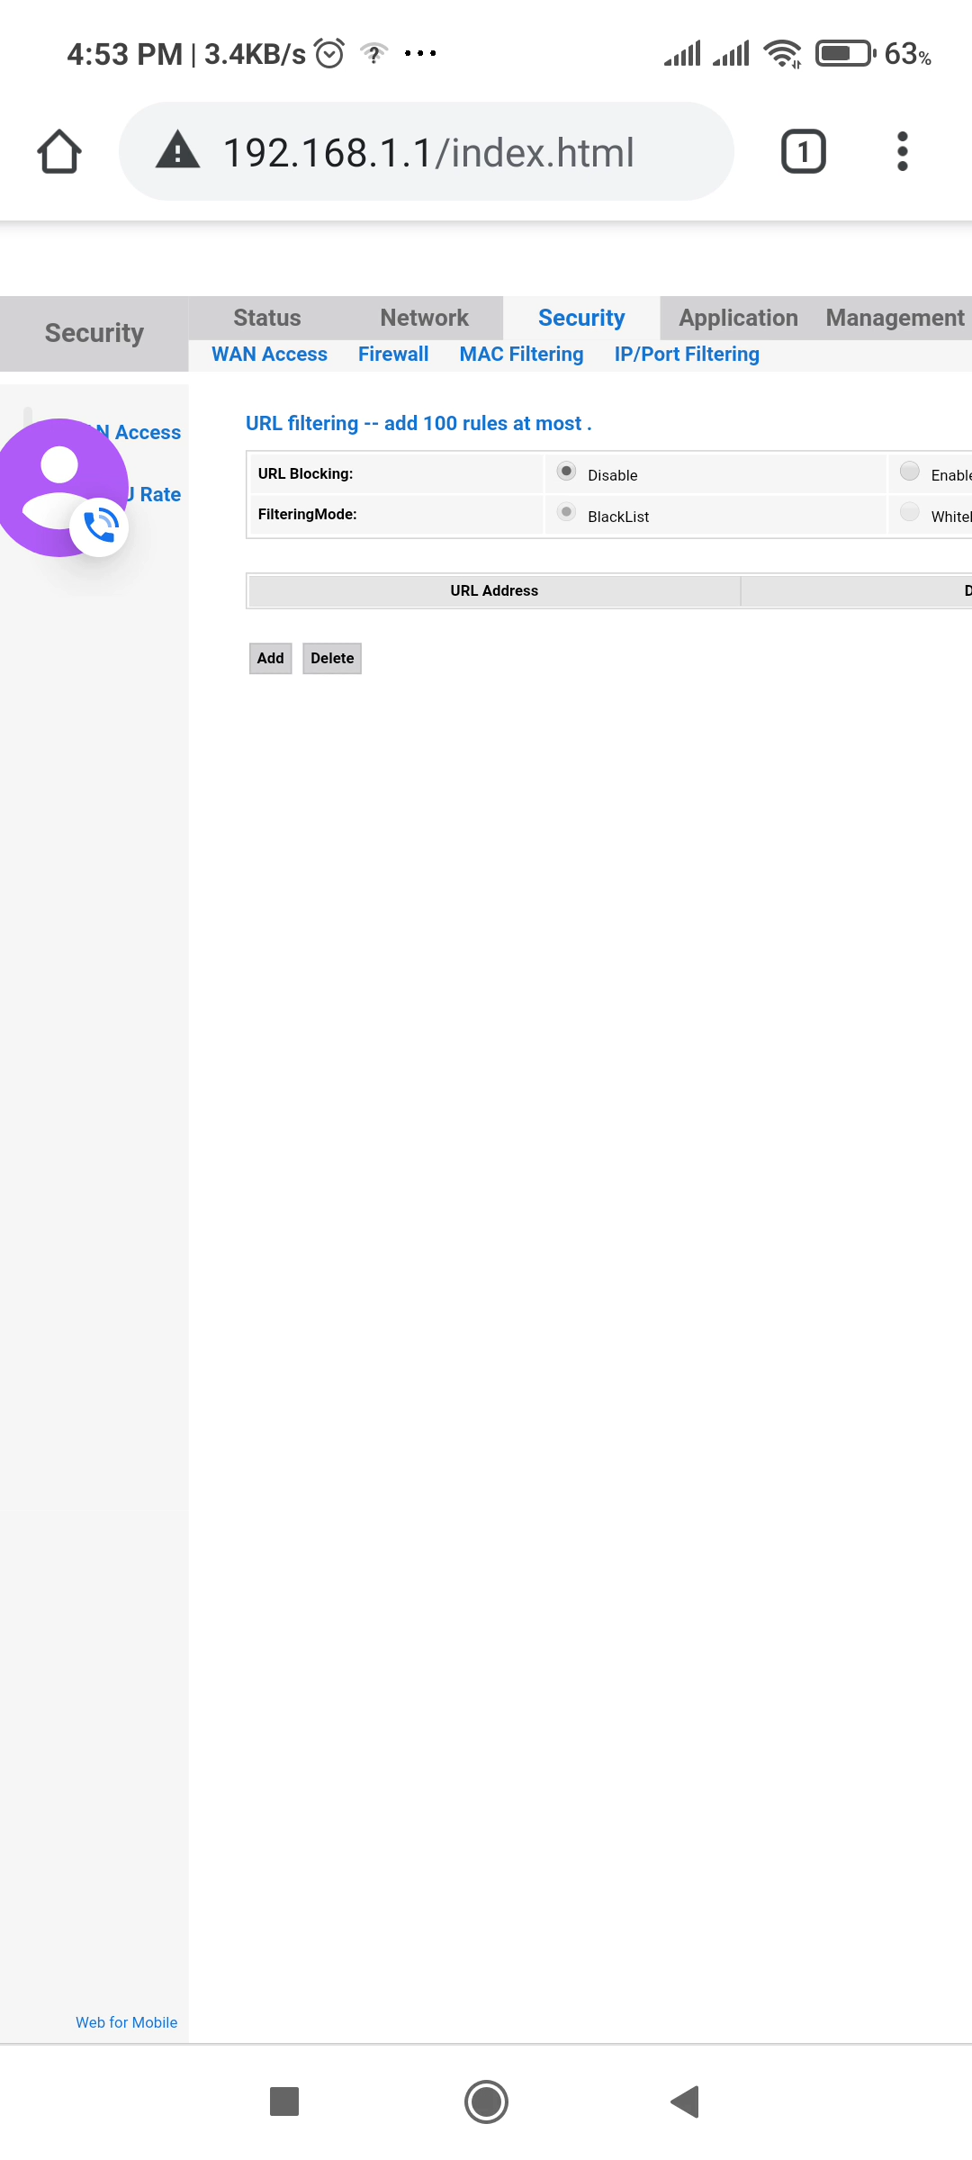 4:53 PM | 3.4KB/s 63%
192.168.1.1/index.html
1
Security
Status Network Security Application Management
WAN Access Firewall MAC Filtering IP/Port Filtering
N Access
Rate
URL filtering -- add 100 rules at most .
URL Blocking: Disable Enable
FilteringMode: BlackList
URL Address D
Add Delete
Web for Mobile